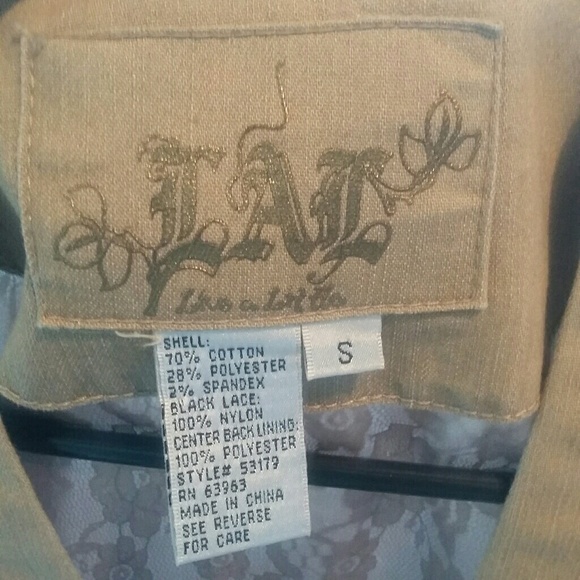 LAL
Live a Little
SHELL:
70% COTTON
28% POLYESTER
2% SPANDEX
BLACK LACE:
100% NYLON
CENTER BACK LINING:
100% POLYESTER
STYLE# 53179
RN 63963
MADE IN CHINA
SEE REVERSE
FOR CARE
S